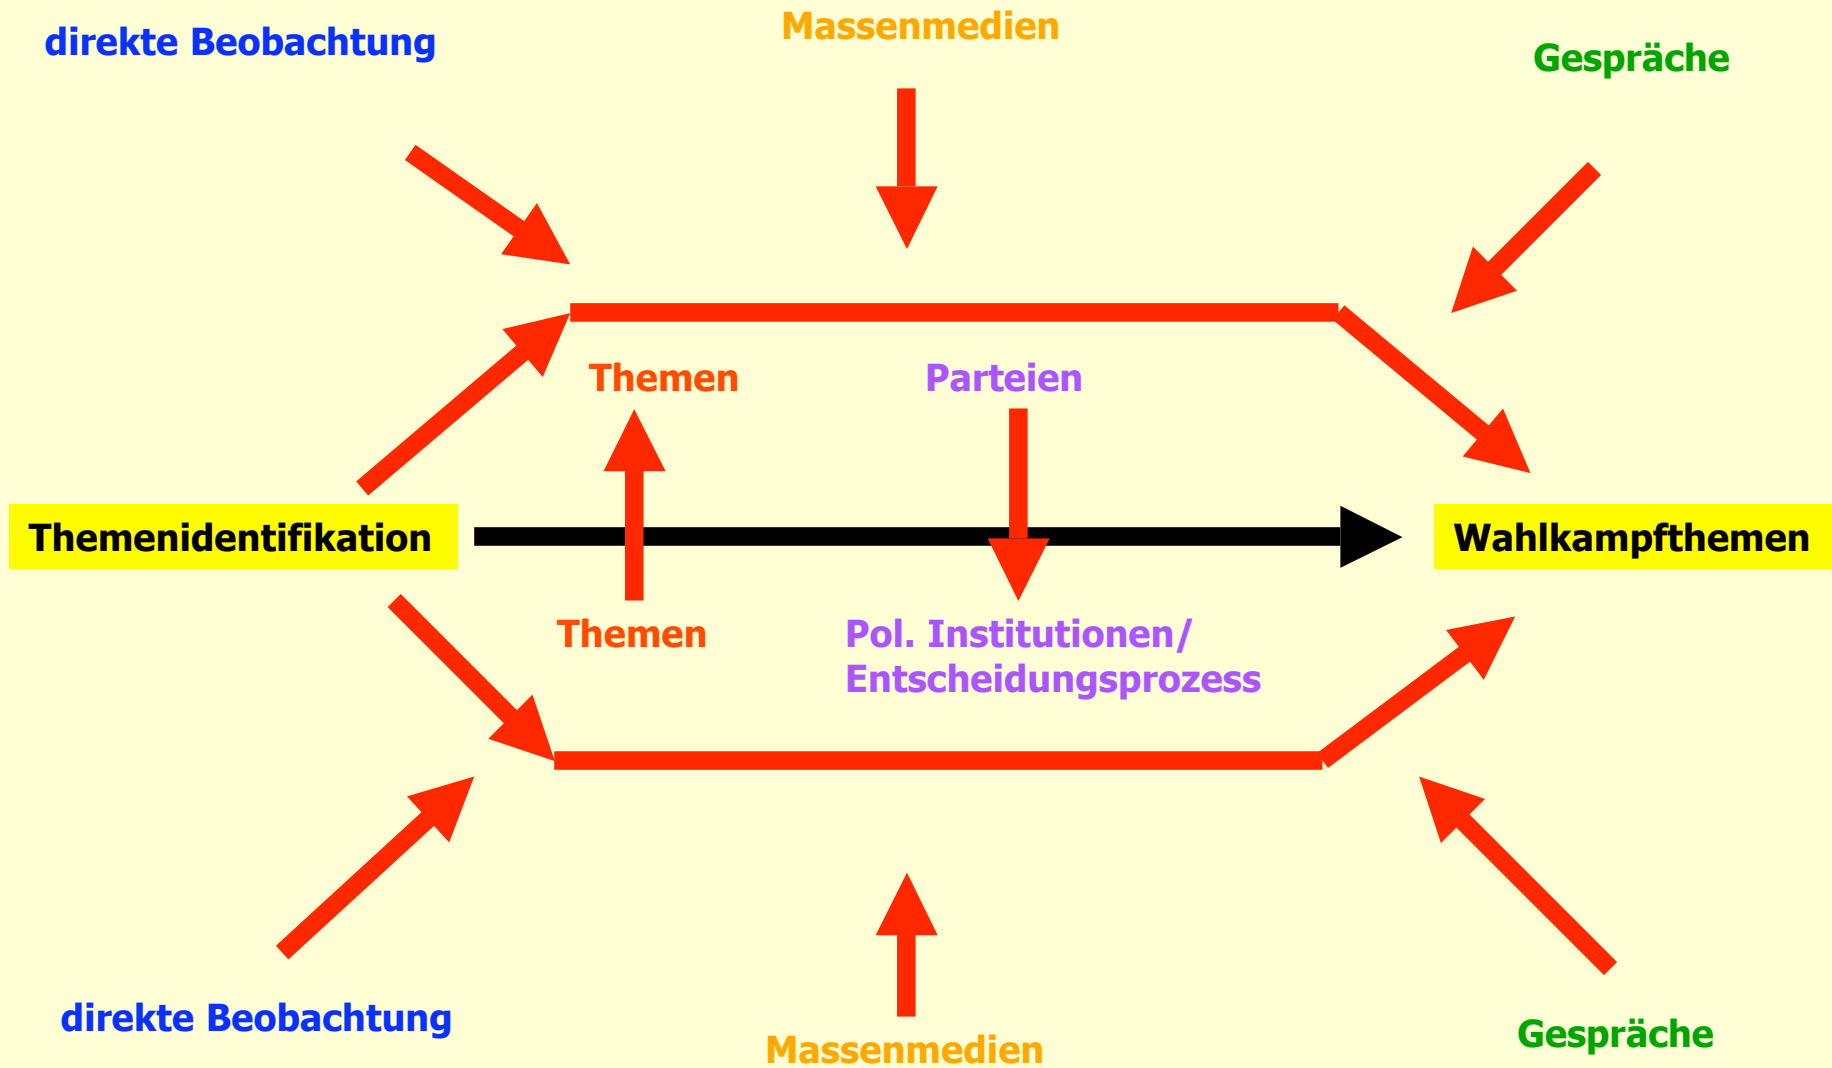 direkte Beobachtung
Massenmedien
Gespräche
Themen
Parteien
Themenidentifikation
Wahlkampfthemen
Themen
Pol. Institutionen/
Entscheidungsprozess
direkte Beobachtung
Massenmedien
Gespräche